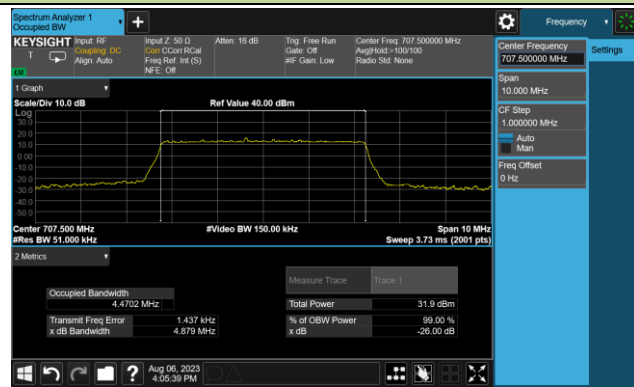 Spectrum Analyzer 1
Occupied BW
Frequency
KEYSIGHT
Input: RF
Coupling: DC
Align: Auto
Input Z: 50 Ω
Corr CCorr RCal
Freq Ref: Int (S)
NFE: Off
Atten: 16 dB
Trig: Free Run
Gate: Off
#IF Gain: Low
Center Freq: 707.500000 MHz
Avg|Hold:>100/100
Radio Std: None
Center Frequency
707.500000 MHz
Settings
Span
10.000 MHz
CF Step
1.000000 MHz
Auto
Man
Freq Offset
0 Hz
1 Graph
Scale/Div 10.0 dB
Ref Value 40.00 dBm
Log
30.0
20.0
10.0
0.00
-10.0
-20.0
-30.0
-40.0
-50.0
Center 707.500 MHz
#Video BW 150.00 kHz
Span 10 MHz
#Res BW 51.000 kHz
Sweep 3.73 ms (2001 pts)
2 Metrics
Measure Trace
Trace 1
Occupied Bandwidth
4.4702 MHz
Total Power
31.9 dBm
Transmit Freq Error
1.437 kHz
% of OBW Power
99.00 %
x dB Bandwidth
4.879 MHz
x dB
-26.00 dB
Aug 06, 2023
4:05:39 PM